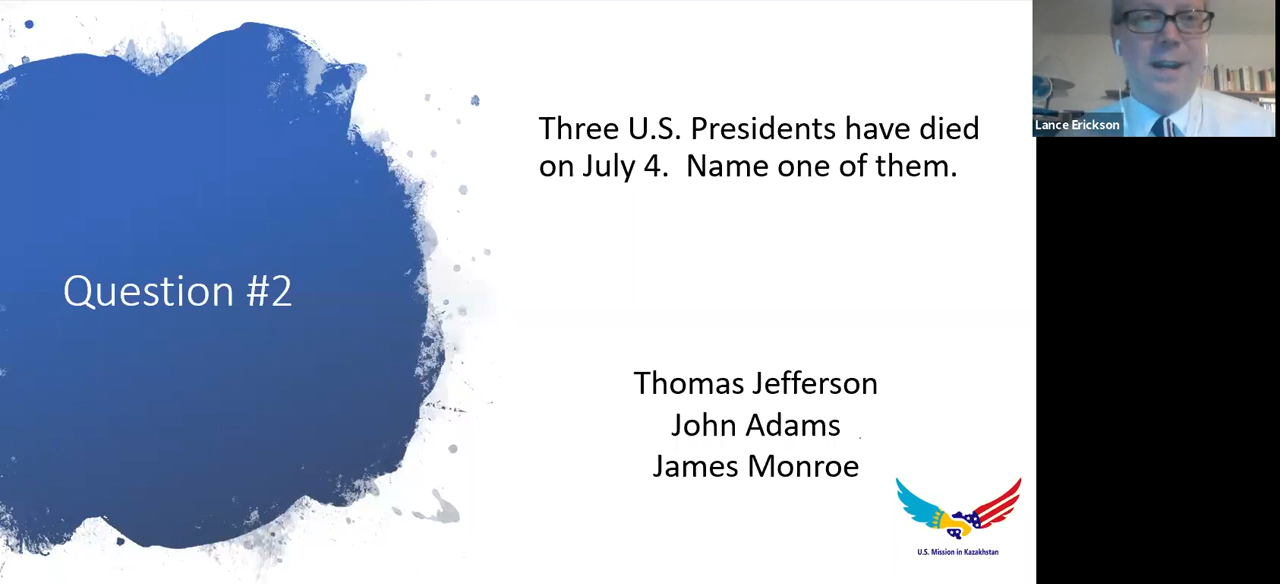 Question #2
Three U.S. Presidents have died
on July 4.  Name one of them.
Thomas Jefferson
John Adams
James Monroe
U.S. Mission in Kazakhstan
Lance Erickson